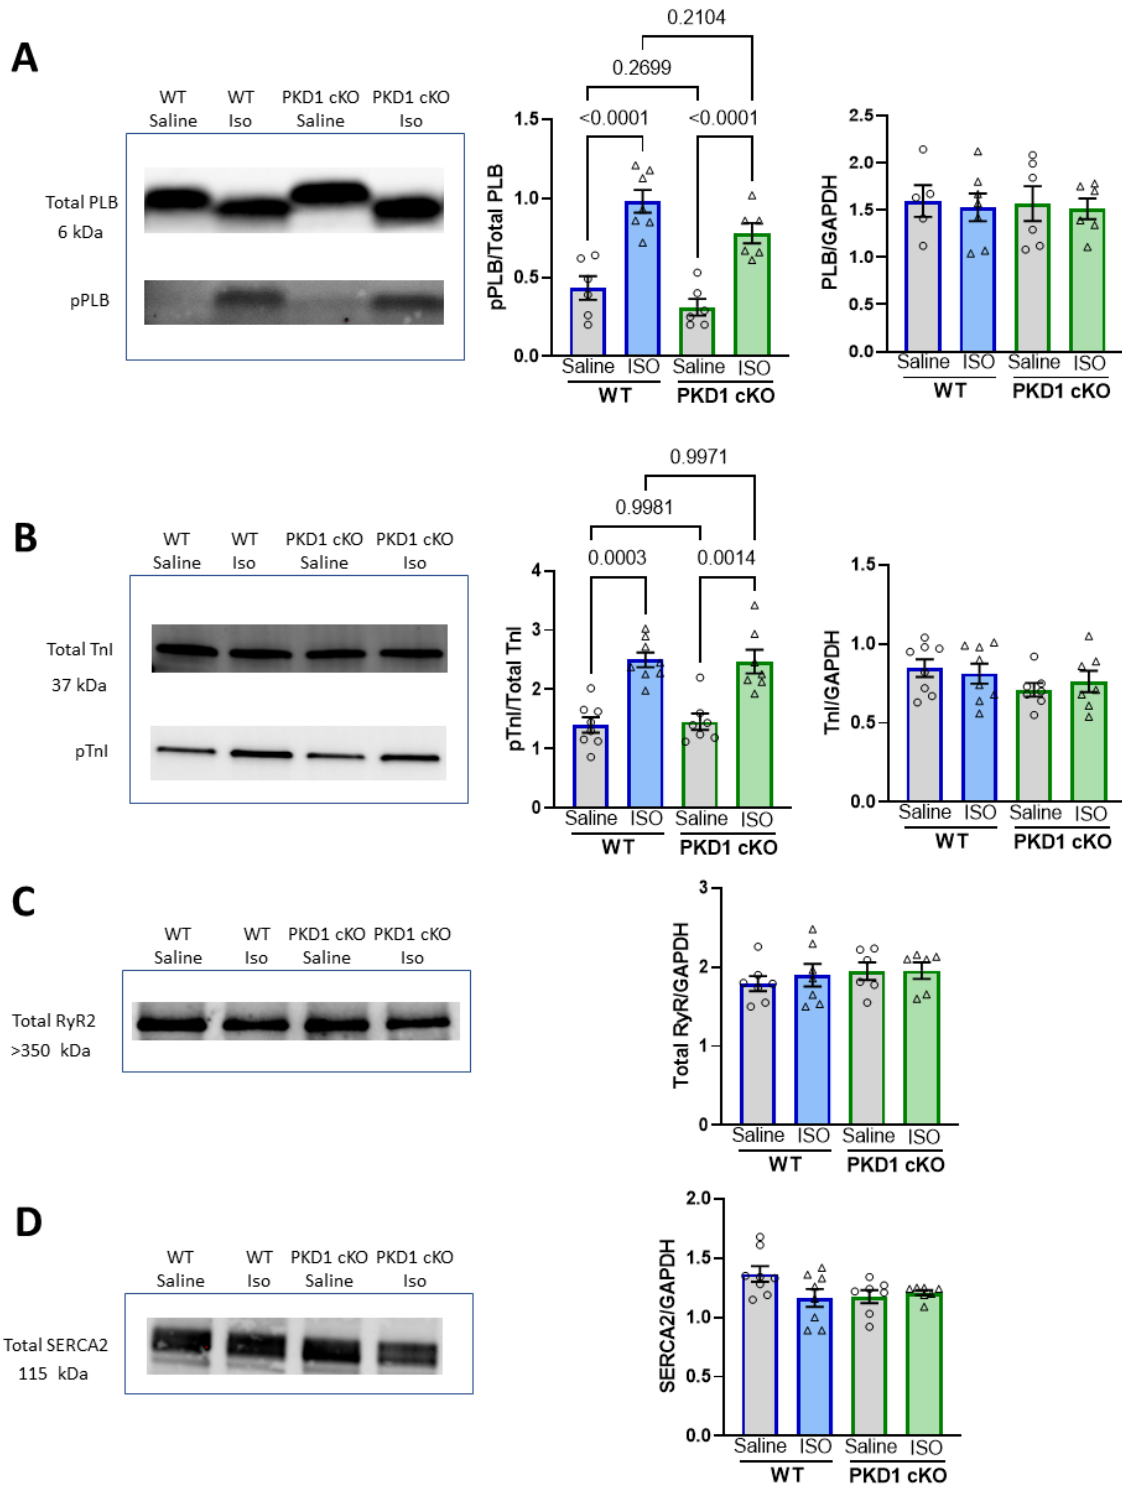 A
WT
Saline
WT
Iso
PKD1 cKO
Saline
PKD1 cKO
Iso
Total PLB
6 kDa
pPLB
0.2104
0.2699
<0.0001
<0.0001
pPLB/Total PLB
1.5
1.0
0.5
0.0
Saline
ISO
Saline
ISO
WT
PKD1 cKO
PLB/GAPDH
2.5
2.0
1.5
1.0
0.5
0.0
Saline
ISO
Saline
ISO
WT
PKD1 cKO
B
WT
Saline
WT
Iso
PKD1 cKO
Saline
PKD1 cKO
Iso
Total TnI
37 kDa
pTnI
0.9971
0.9981
0.0003
0.0014
pTnI/Total TnI
4
3
2
1
0
Saline
ISO
Saline
ISO
WT
PKD1 cKO
TnI/GAPDH
1.5
1.0
0.5
0.0
Saline
ISO
Saline
ISO
WT
PKD1 cKO
C
WT
Saline
WT
Iso
PKD1 cKO
Saline
PKD1 cKO
Iso
Total RyR2
>350 kDa
Total RyR/GAPDH
3
2
1
0
Saline
ISO
Saline
ISO
WT
PKD1 cKO
D
WT
Saline
WT
Iso
PKD1 cKO
Saline
PKD1 cKO
Iso
Total SERCA2
115 kDa
SERCA2/GAPDH
2.0
1.5
1.0
0.5
0.0
Saline
ISO
Saline
ISO
WT
PKD1 cKO